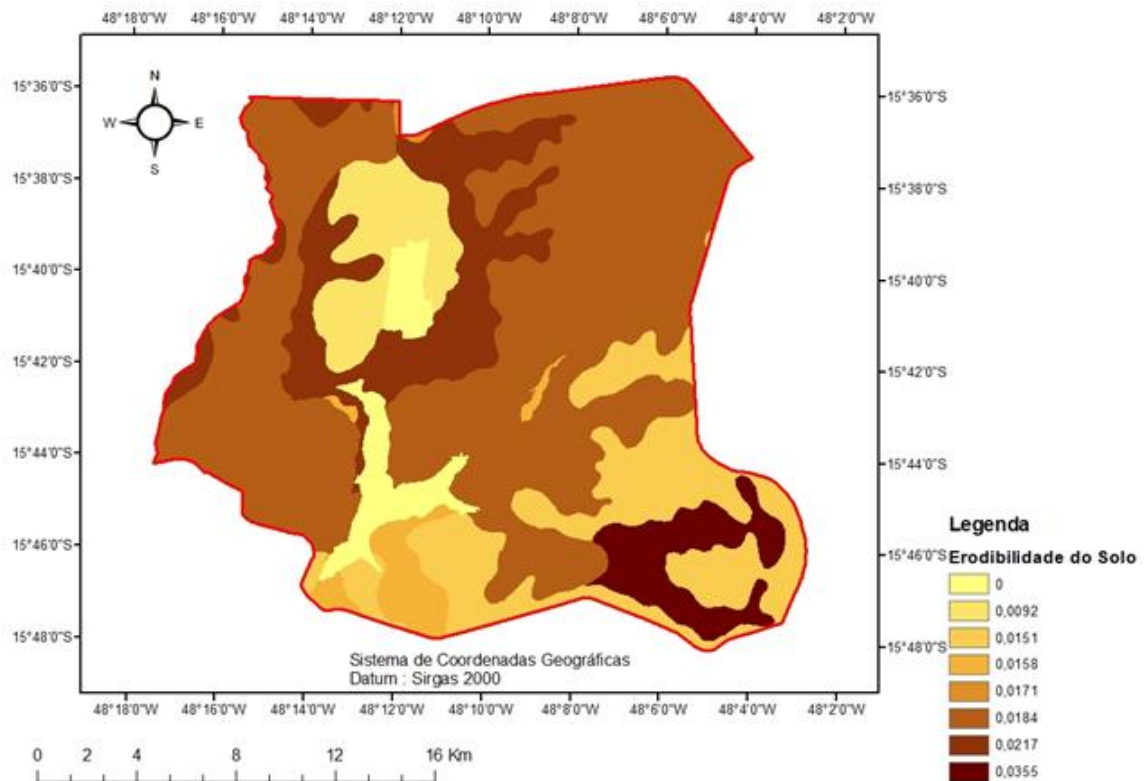 48°18'0"W 48°16'0"W 48°14'0"W 48°12'0"W 48°10'0"W 48°8'0"W 48°6'0"W 48°4'0"W 48°2'0"W
N
W E
S
15°36'0"S 15°36'0"S
15°38'0"S 15°38'0"S
15°40'0"S 15°40'0"S
15°42'0"S 15°42'0"S
15°44'0"S 15°44'0"S
15°46'0"S 15°46'0"S
15°48'0"S 15°48'0"S
Sistema de Coordenadas Geográficas
Datum : Sirgas 2000
48°18'0"W 48°16'0"W 48°14'0"W 48°12'0"W 48°10'0"W 48°8'0"W 48°6'0"W 48°4'0"W 48°2'0"W
0 2 4 8 12 16 Km
Legenda
Erodibilidade do Solo
0
0,0092
0,0151
0,0158
0,0171
0,0184
0,0217
0,0355